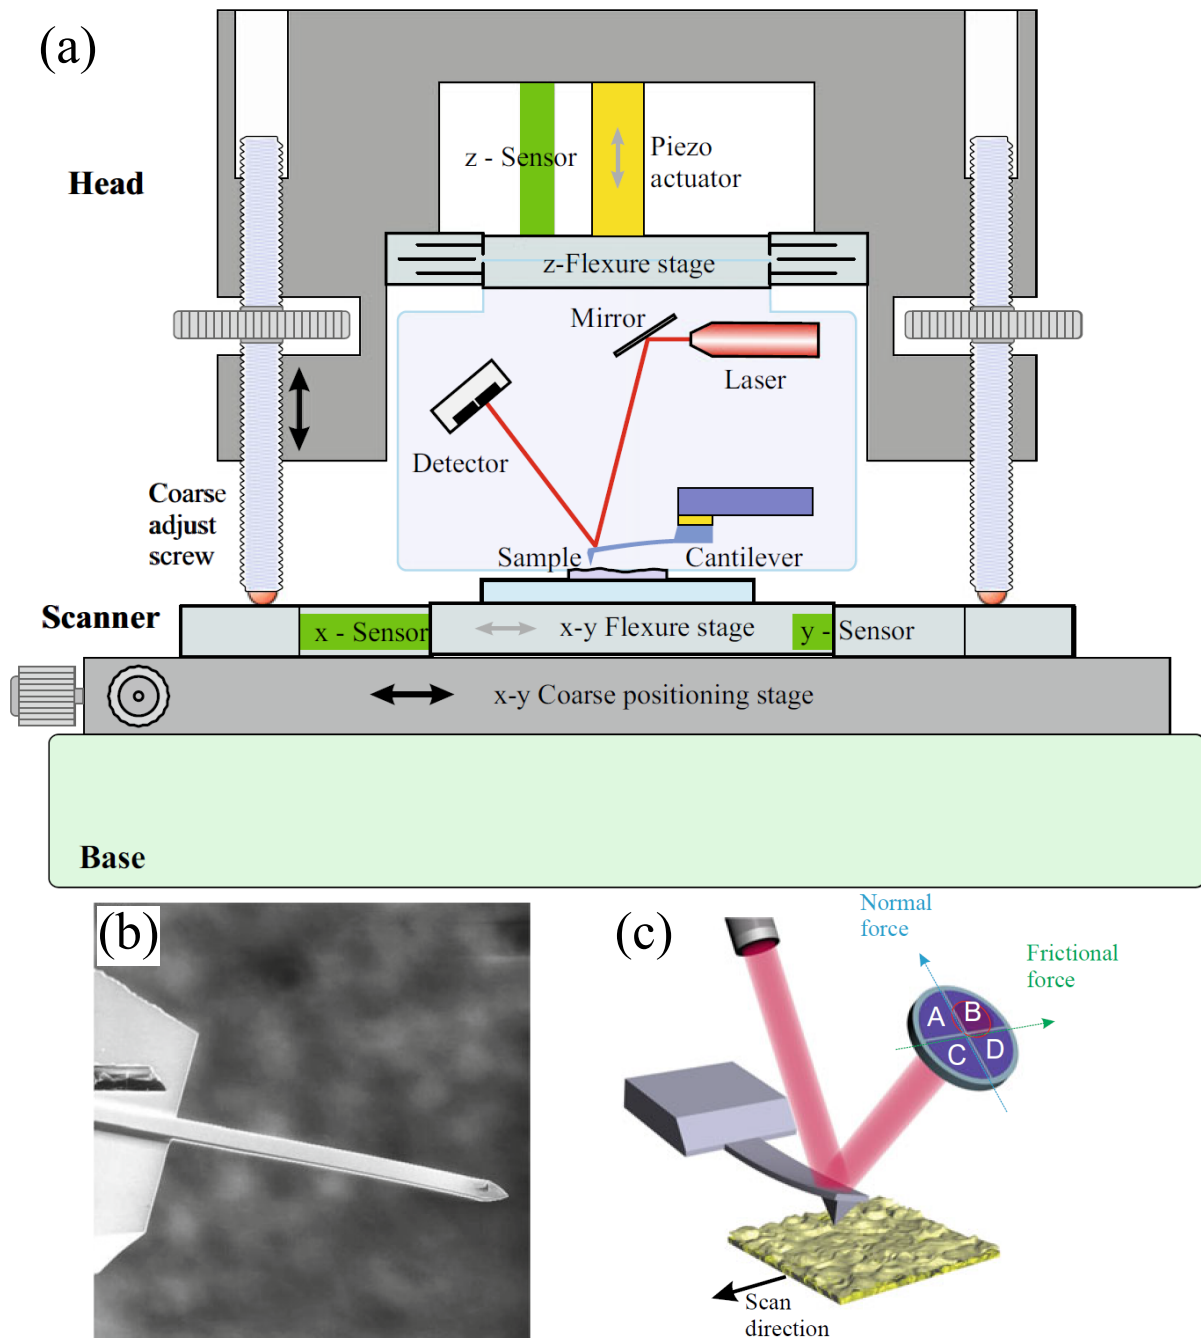 (a)
Head
z - Sensor
Piezo
actuator
z-Flexure stage
Mirror
Laser
Detector
Coarse
adjust
screw
Sample
Cantilever
Scanner
x - Sensor
x-y Flexure stage
y - Sensor
x-y Coarse positioning stage
Base
(b)
(c)
Normal
force
Frictional
force
A
B
C
D
Scan
direction